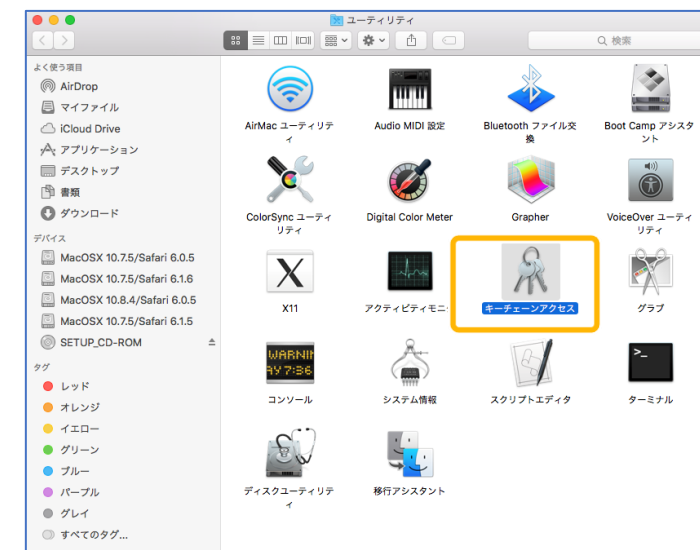 ユーティリティ
検索
よく使う項目
AirDrop
マイファイル
iCloud Drive
アプリケーション
デスクトップ
書類
ダウンロード
デバイス
MacOSX 10.7.5/Safari 6.0.5
MacOSX 10.7.5/Safari 6.1.6
MacOSX 10.8.4/Safari 6.0.5
MacOSX 10.7.5/Safari 6.1.5
SETUP_CD-ROM
タグ
レッド
オレンジ
イエロー
グリーン
ブルー
パープル
グレイ
すべてのタグ...
AirMac ユーティリテ
ィ
Audio MIDI 設定
Bluetooth ファイル交
換
Boot Camp アシスタ
ント
ColorSync ユーティ
リティ
Digital Color Meter
Grapher
VoiceOver ユーティ
リティ
X11
アクティビティモニ
キーチェーンアクセス
グラブ
WARNIN
AY 7:36
コンソール
システム情報
スクリプトエディタ
>_
ターミナル
ディスクユーティリテ
ィ
移行アシスタント